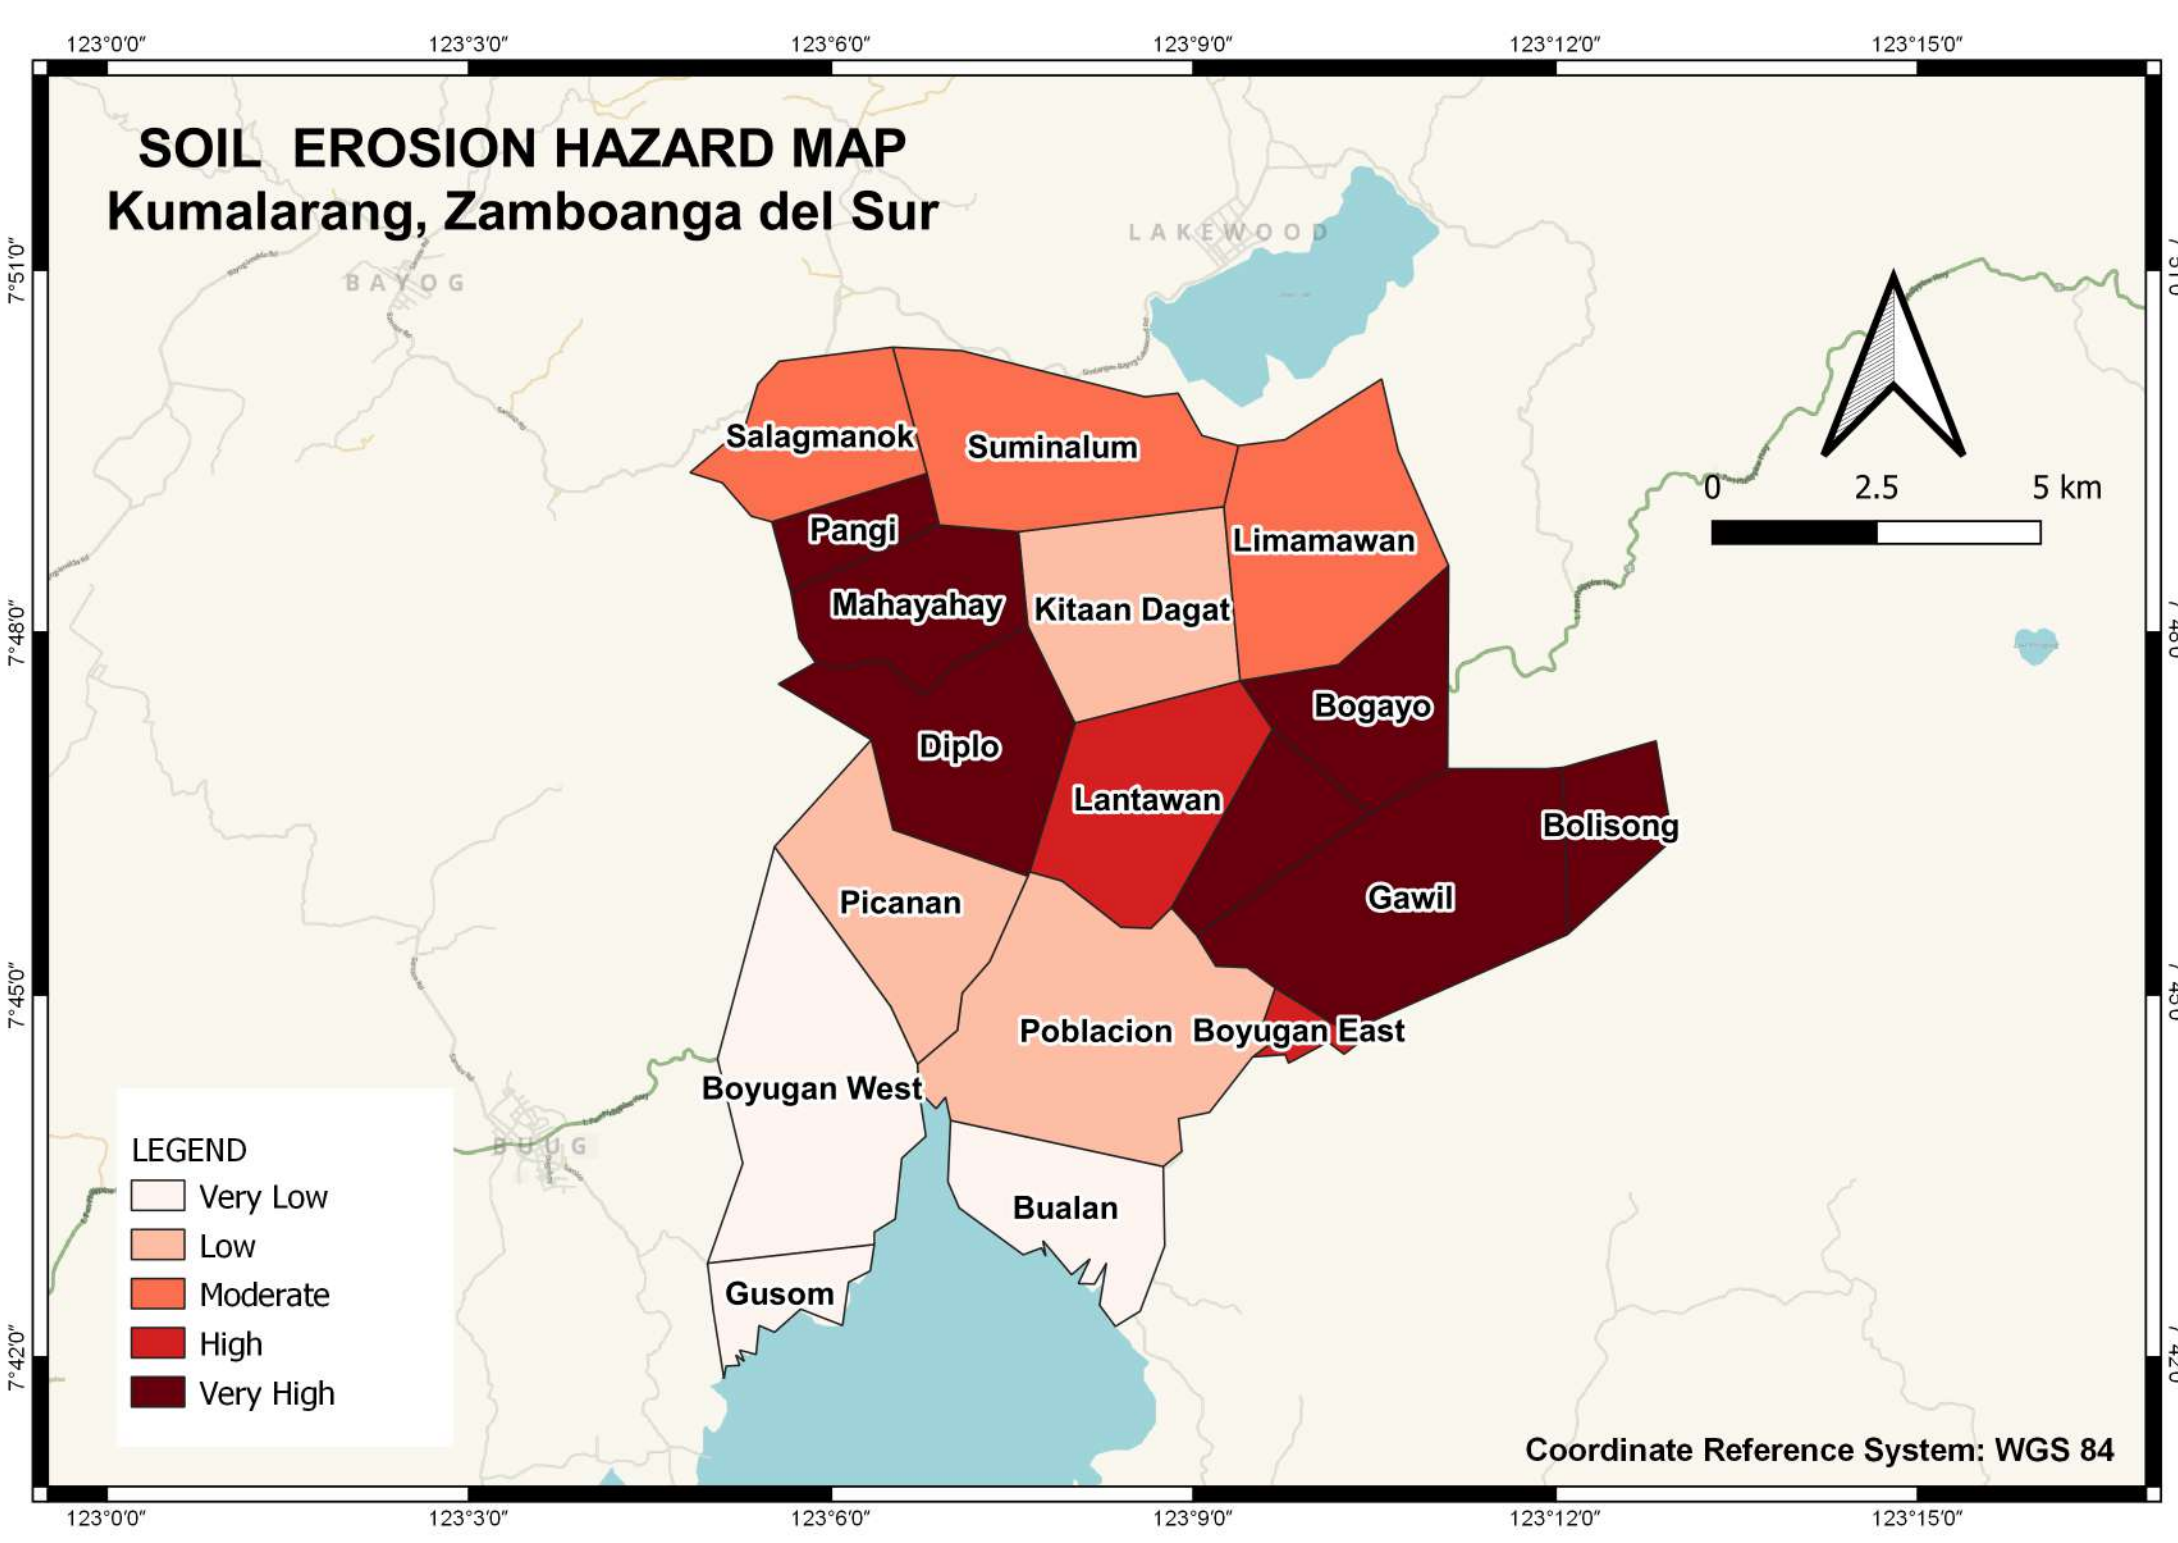 123°0′0″ 123°3′0″ 123°6′0″ 123°9′0″ 123°12′0″ 123°15′0″
SOIL EROSION HAZARD MAP
Kumalarang, Zamboanga del Sur
LAKEWOOD
BAYOG
7°51′0″
0 2.5 5 km
Salagmanok
Suminalum
Pangi
Limamawan
Mahayahay
Kitaan Dagat
7°48′0″
Bogayo
Diplo
Lantawan
Bolisong
Picanan
Gawil
7°45′0″
Poblacion
Boyugan East
Boyugan West
BUUG
LEGEND
Very Low
Low
Moderate
High
Very High
Bualan
Gusom
7°42′0″
Coordinate Reference System: WGS 84
123°0′0″ 123°3′0″ 123°6′0″ 123°9′0″ 123°12′0″ 123°15′0″